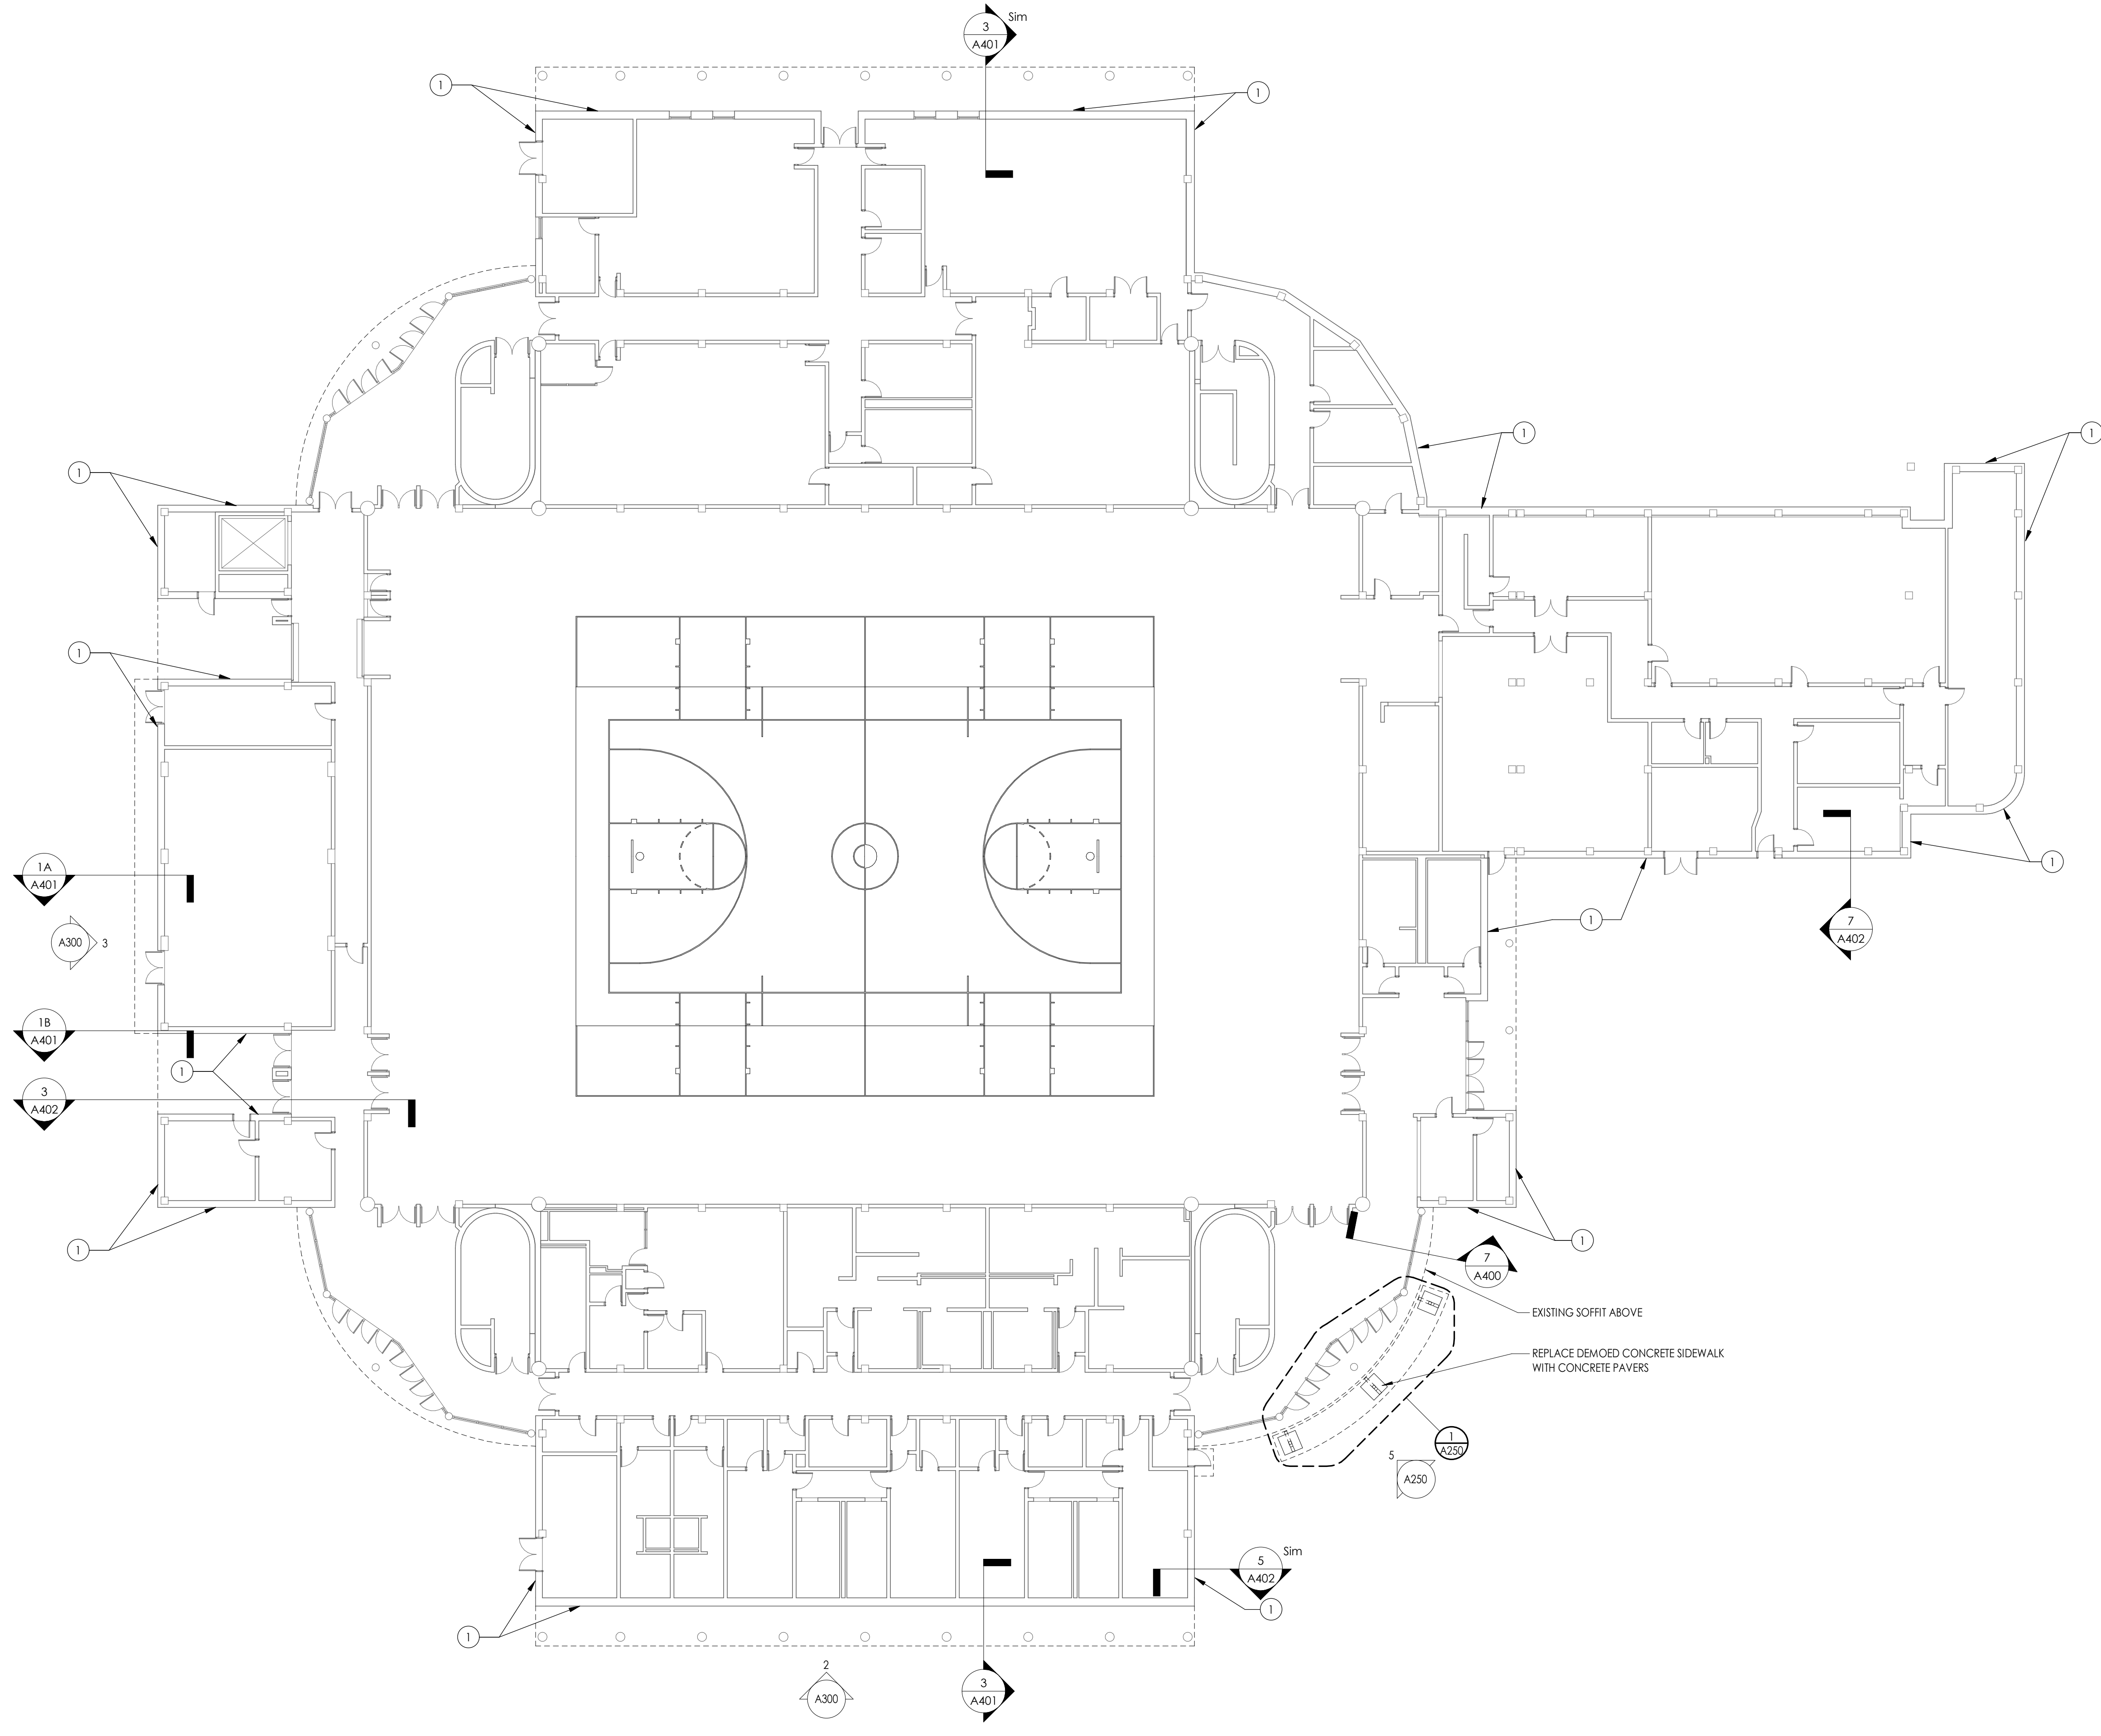 3
A401
Sim
1
1
1
1
1
1
1A
A401
1
A300
3
1
7
A402
1B
A401
1
3
A402
1
1
7
A400
EXISTING SOFFIT ABOVE
REPLACE DEMOED CONCRETE SIDEWALK
WITH CONCRETE PAVERS
1
A250
5
A250
5
A402
Sim
1
1
2
A300
3
A401